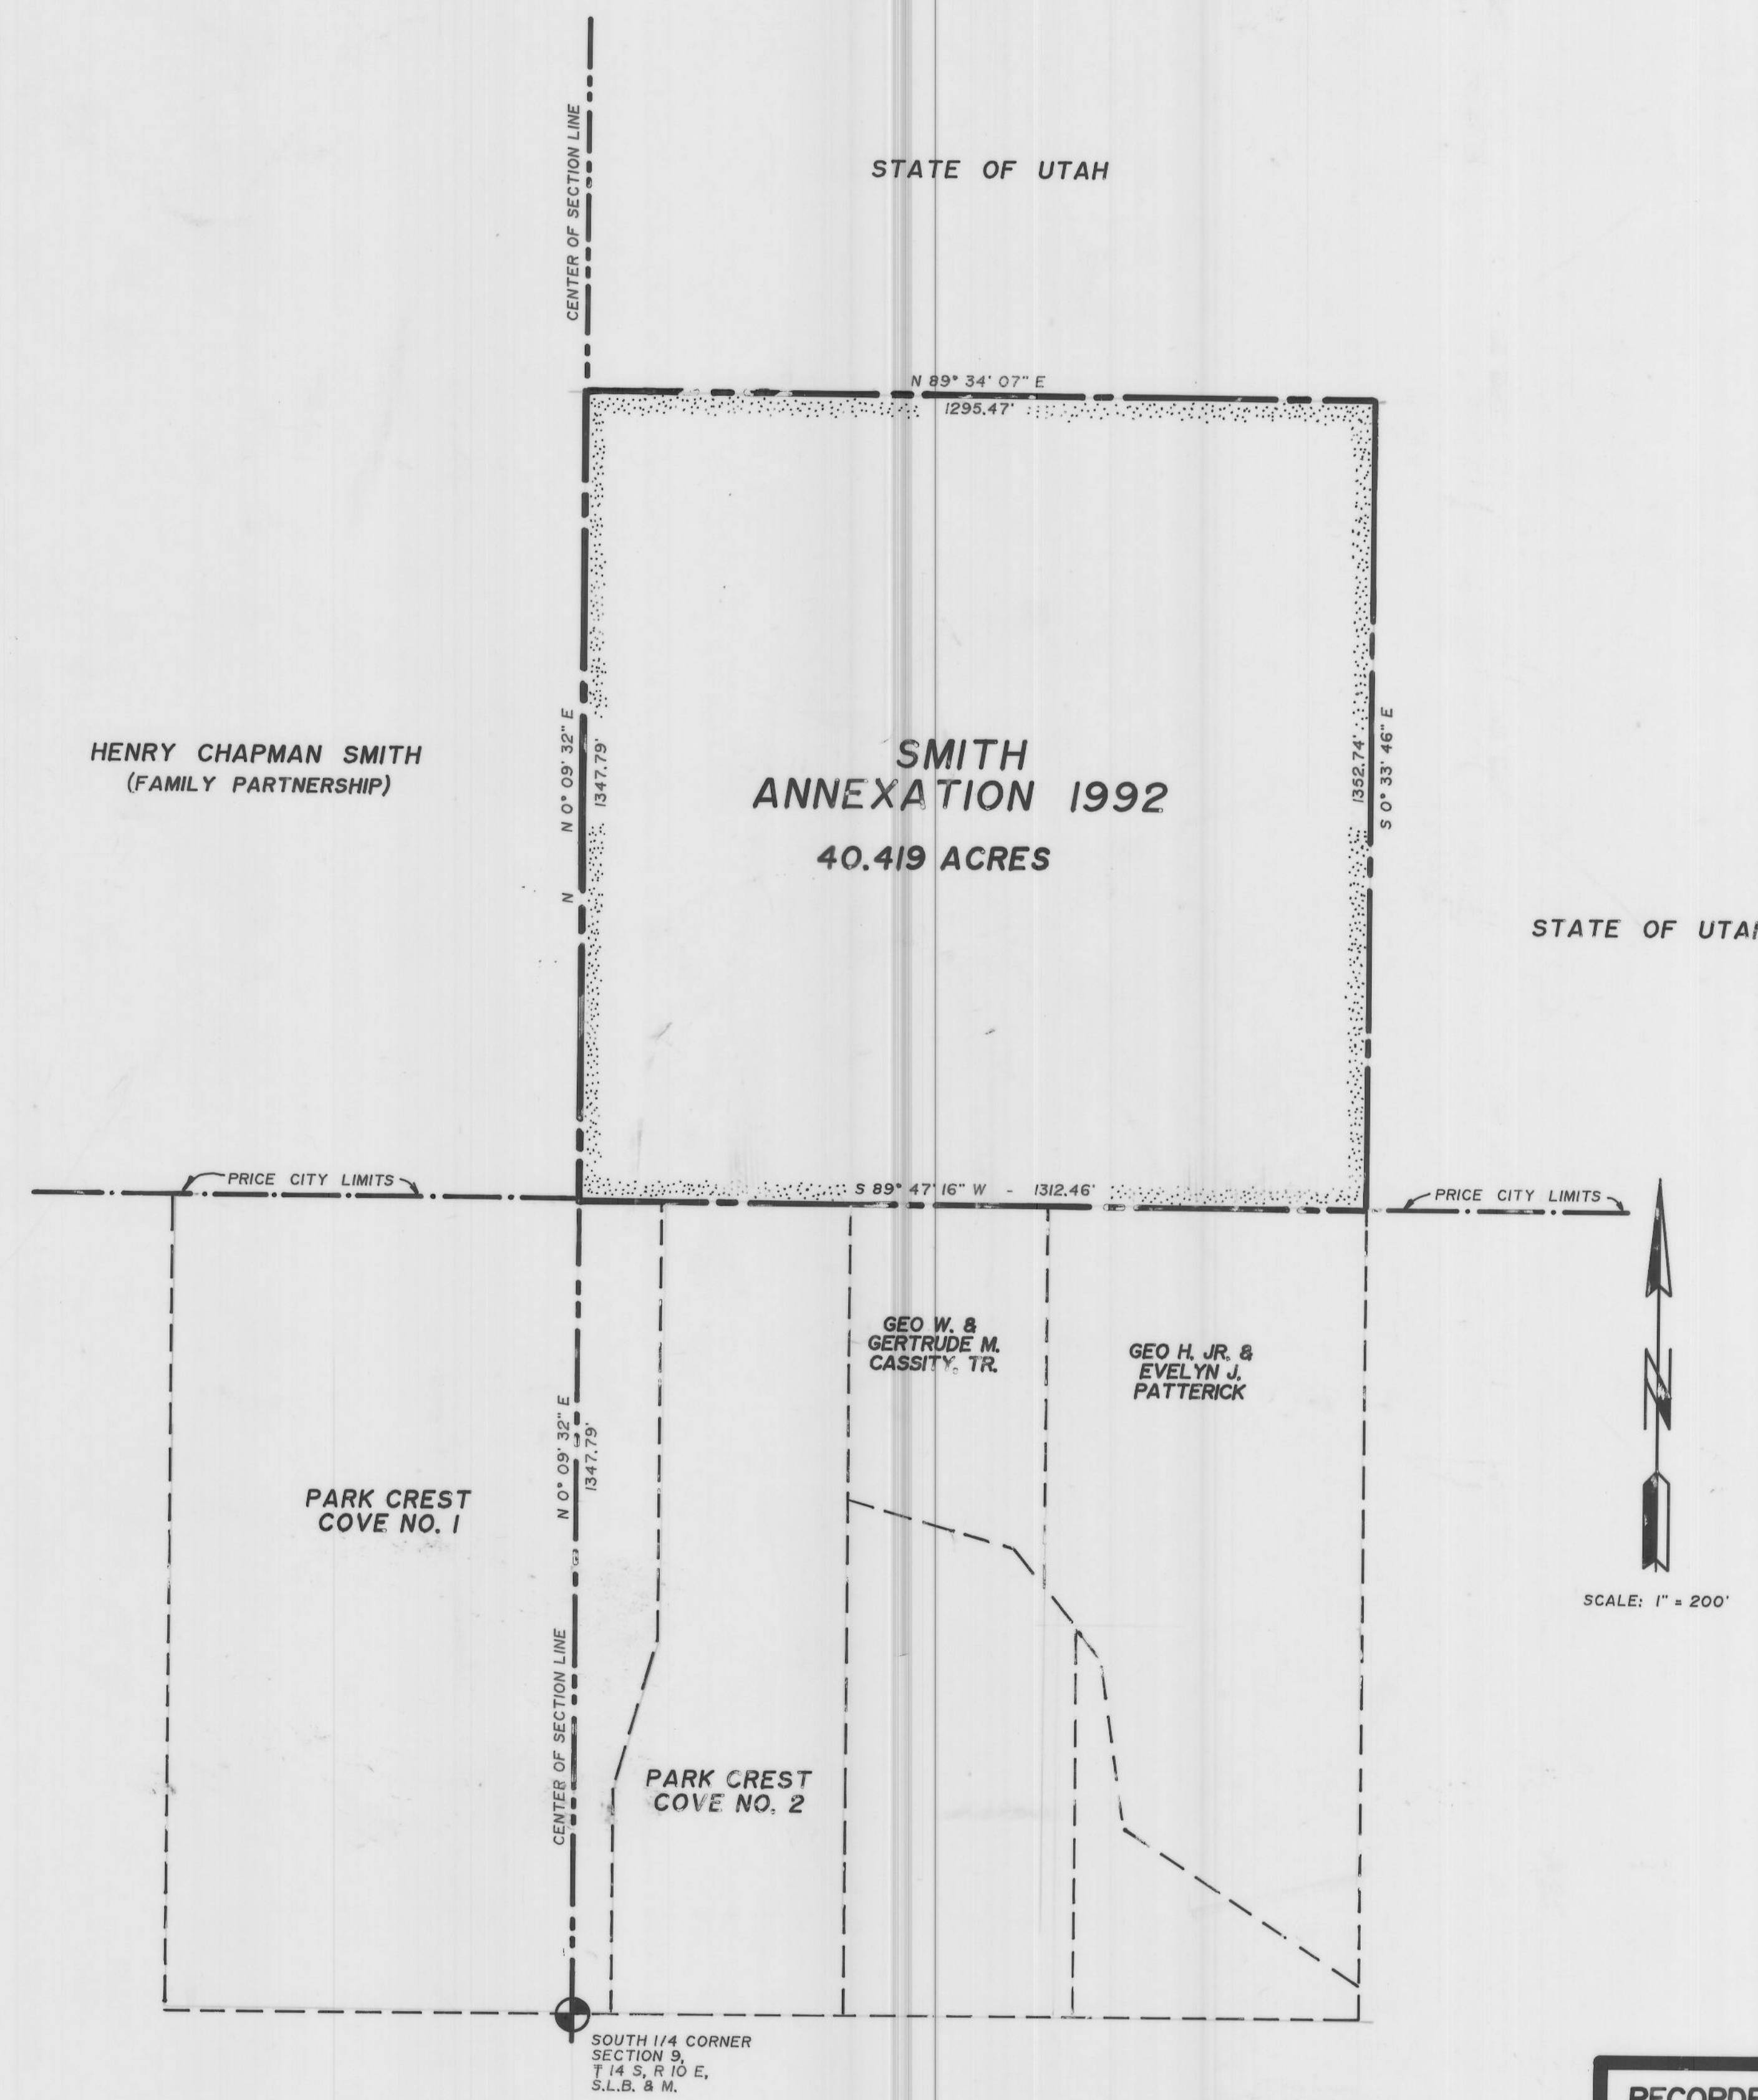 CENTER OF SECTION LINE
STATE OF UTAH
N 89° 34' 07" E
1295.47'
HENRY CHAPMAN SMITH
(FAMILY PARTNERSHIP)
N 0° 09' 32" E
N
1347.79'
SMITH
ANNEXATION 1992
40.419 ACRES
1352.74'
S 0° 33' 46" E
STATE OF UTAH
PRICE CITY LIMITS
S 89° 47' 16" W - 1312.46'
PRICE CITY LIMITS
GEO W. &
GERTRUDE M.
CASSITY, TR.
GEO H. JR. &
EVELYN J.
PATTERICK
N 0° 09' 32" E
1347.79'
PARK CREST
COVE NO. 1
N
SCALE: 1" = 200'
CENTER OF SECTION LINE
PARK CREST
COVE NO. 2
SOUTH 1/4 CORNER
SECTION 9,
T 14 S, R 10 E,
S.L.B. & M.